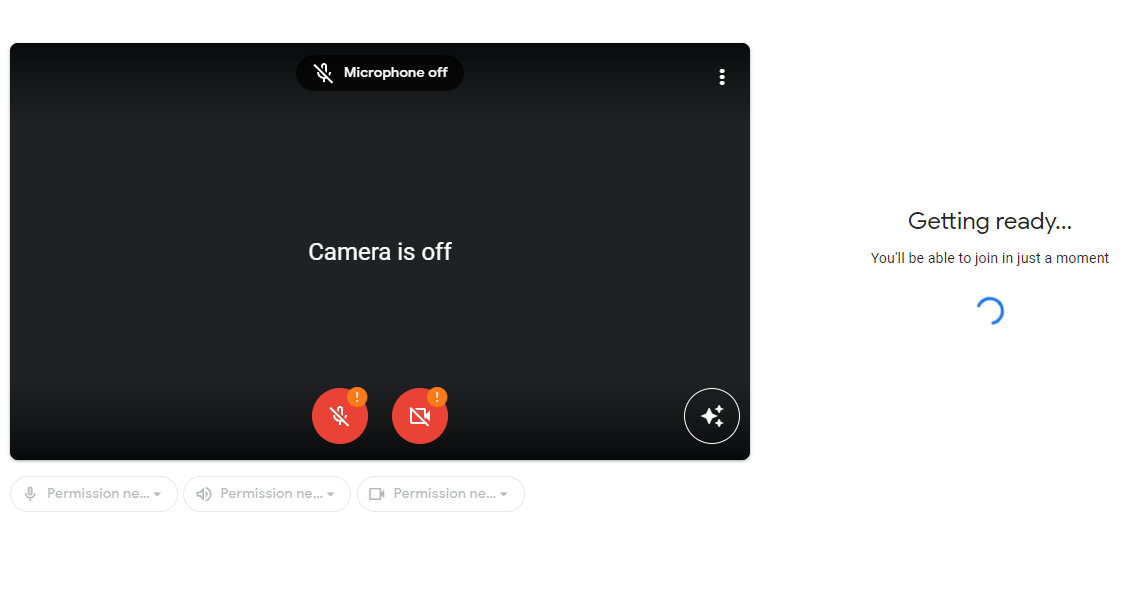 Microphone off
Camera is off
Permission ne...
Permission ne...
Permission ne...
Getting ready...
You'll be able to join in just a moment